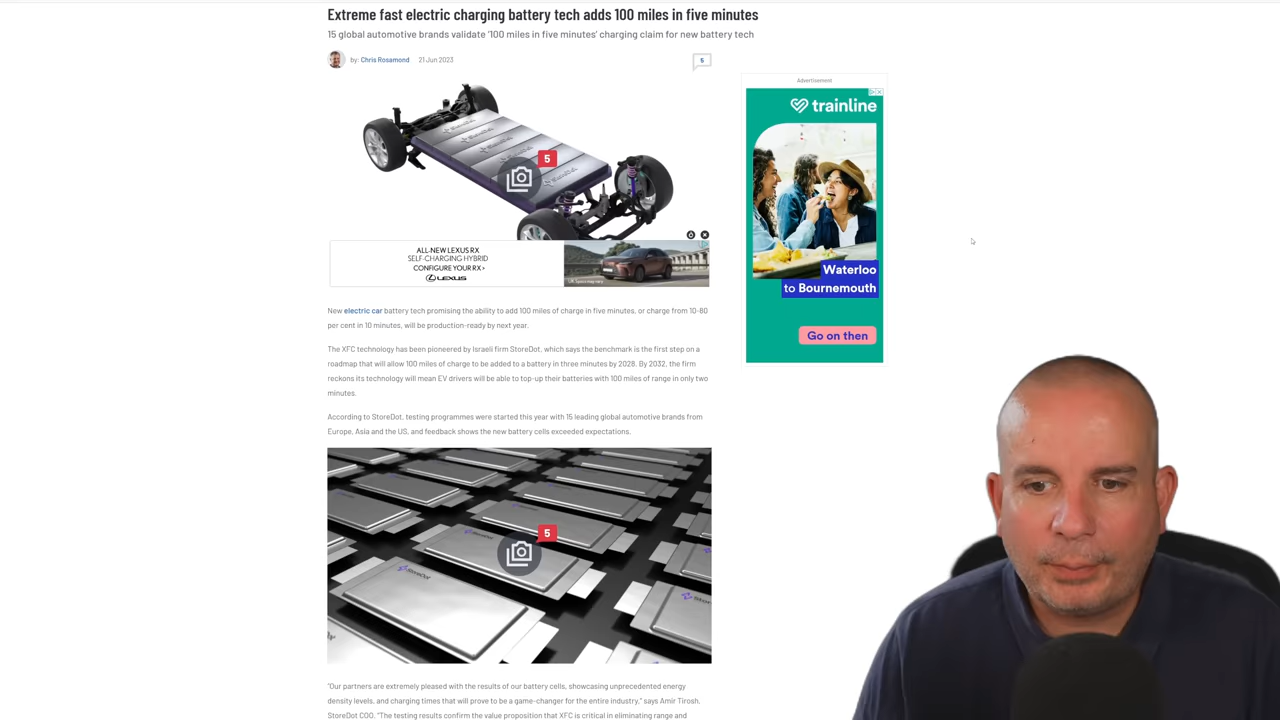 Extreme fast electric charging battery tech adds 100 miles in five minutes
15 global automotive brands validate '100 miles in five minutes' charging claim for new battery tech
by: Chris Rosamond 21 Jun 2023
5
Advertisement
trainline
5
ALL-NEW LEXUS RX
SELF-CHARGING HYBRID
CONFIGURE YOUR RX >
LEXUS
Waterloo
to Bournemouth
Go on then
New electric car battery tech promising the ability to add 100 miles of charge in five minutes, or charge from 10-80
per cent in 10 minutes, will be production-ready by next year.
The XFC technology has been pioneered by Israeli firm StoreDot, which says the benchmark is the first step on a
roadmap that will allow 100 miles of charge to be added to a battery in three minutes by 2028. By 2032, the firm
reckons its technology will mean EV drivers will be able to top-up their batteries with 100 miles of range in only two
minutes.
According to StoreDot, testing programmes were started this year with 15 leading global automotive brands from
Europe, Asia and the US, and feedback shows the new battery cells exceeded expectations.
5
StoreDot
"Our partners are extremely pleased with the results of our battery cells, showcasing unprecedented energy
density levels, and charging times that will prove to be a game-changer for the entire industry," says Amir Tirosh,
StoreDot COO. "The testing results confirm the value proposition that XFC is critical in eliminating range and